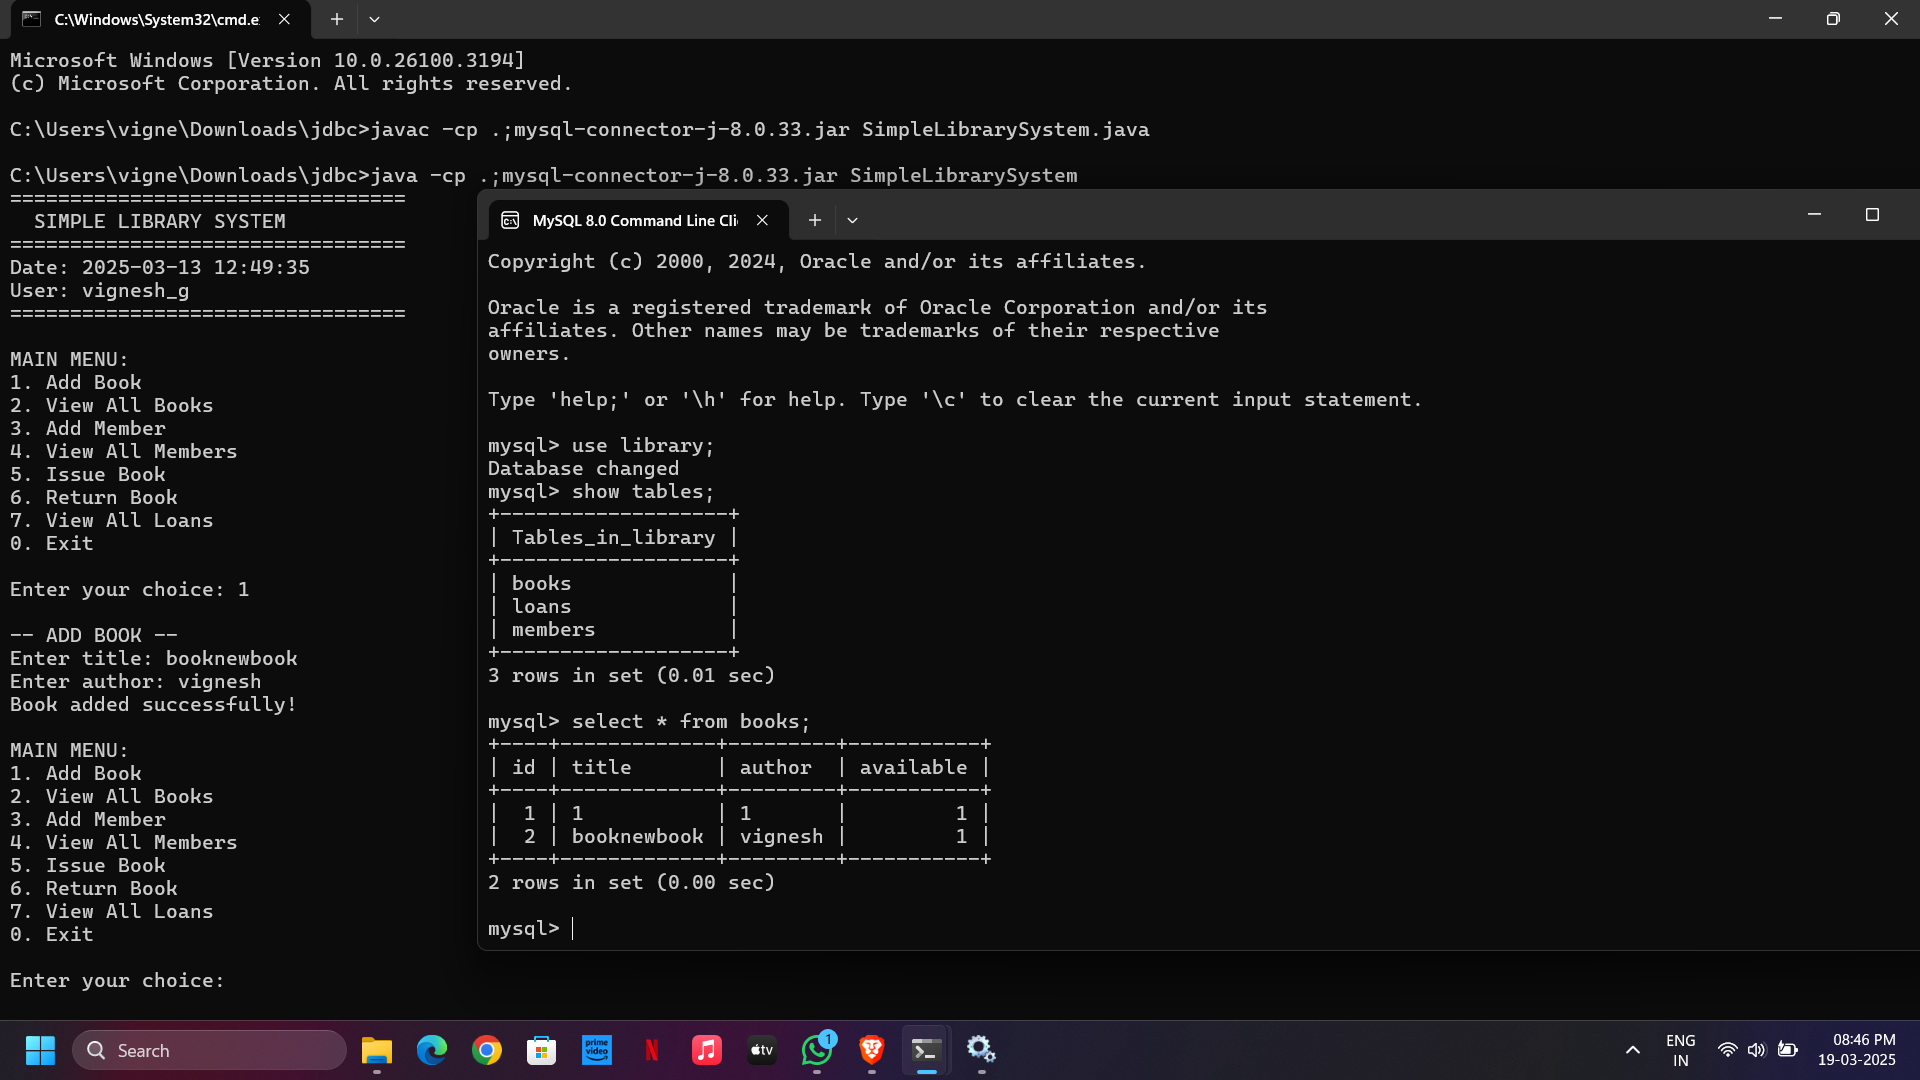 C:\Windows\System32\cmd.e
Microsoft Windows [Version 10.0.26100.3194]
(c) Microsoft Corporation. All rights reserved.
C:\Users\vigne\Downloads\jdbc>javac -cp .;mysql-connector-j-8.0.33.jar SimpleLibrarySystem.java
C:\Users\vigne\Downloads\jdbc>java -cp .;mysql-connector-j-8.0.33.jar SimpleLibrarySystem
=================================
SIMPLE LIBRARY SYSTEM
=================================
Date: 2025-03-13 12:49:35
User: vignesh_g
=================================
MAIN MENU:
1. Add Book
2. View All Books
3. Add Member
4. View All Members
5. Issue Book
6. Return Book
7. View All Loans
0. Exit
Enter your choice: 1
-- ADD BOOK --
Enter title: booknewbook
Enter author: vignesh
Book added successfully!
MAIN MENU:
1. Add Book
2. View All Books
3. Add Member
4. View All Members
5. Issue Book
6. Return Book
7. View All Loans
0. Exit
Enter your choice:
MySQL 8.0 Command Line Cli
Copyright (c) 2000, 2024, Oracle and/or its affiliates.
Oracle is a registered trademark of Oracle Corporation and/or its
affiliates. Other names may be trademarks of their respective
owners.
Type 'help;' or '\h' for help. Type '\c' to clear the current input statement.
mysql> use library;
Database changed
mysql> show tables;
+-------------------+
| Tables_in_library |
+-------------------+
| books             |
| loans             |
| members           |
+-------------------+
3 rows in set (0.01 sec)
mysql> select * from books;
+----+-------------+---------+-----------+
| id | title       | author  | available |
+----+-------------+---------+-----------+
|  1 | 1           | 1       |         1 |
|  2 | booknewbook | vignesh |         1 |
+----+-------------+---------+-----------+
2 rows in set (0.00 sec)
mysql>
Search
prime video
N
tv
1
ENG
IN
08:46 PM
19-03-2025